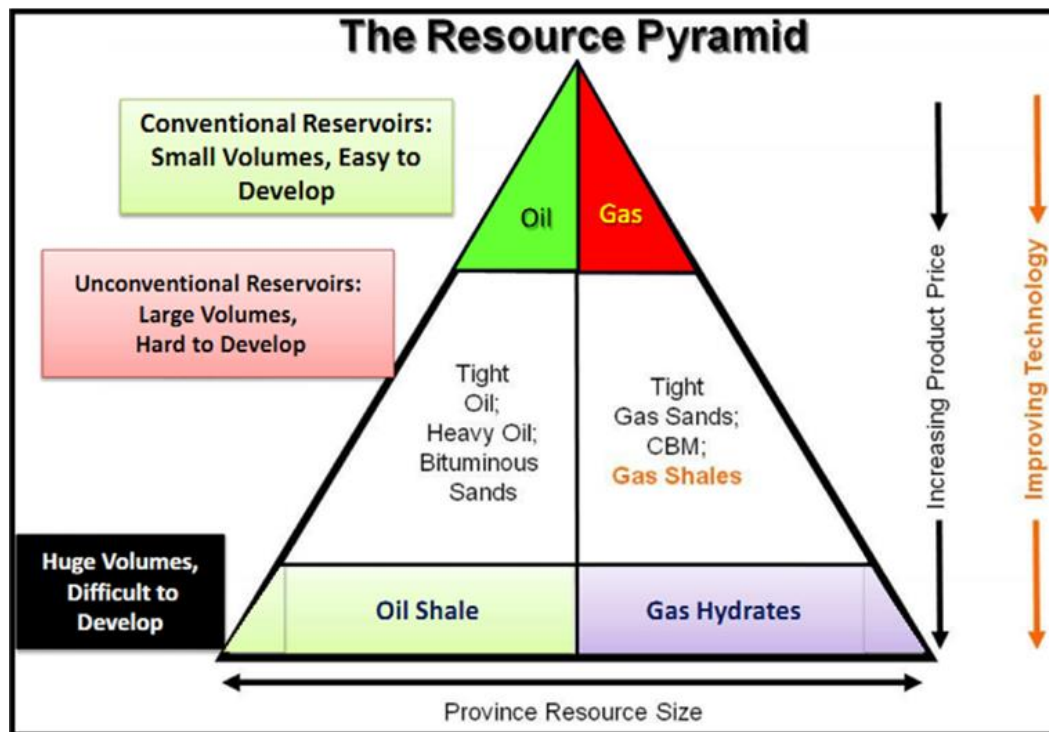 The Resource Pyramid
Conventional Reservoirs:
Small Volumes, Easy to
Develop
Oil
Gas
Unconventional Reservoirs:
Large Volumes,
Hard to Develop
Tight
Oil;
Heavy Oil;
Bituminous
Sands
Tight
Gas Sands;
CBM;
Gas Shales
Huge Volumes,
Difficult to
Develop
Oil Shale
Gas Hydrates
Increasing Product Price
Improving Technology
Province Resource Size